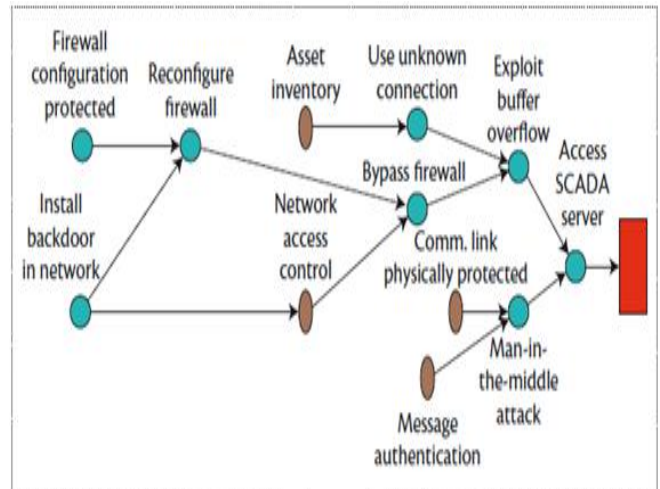 Firewall
configuration
protected
Reconfigure
firewall
Asset
inventory
Use unknown
connection
Exploit
buffer
overflow
Access
SCADA
server
Install
backdoor
in network
Network
access
control
Bypass firewall
Comm. link
physically protected
Man-in-
the-middle
attack
Message
authentication